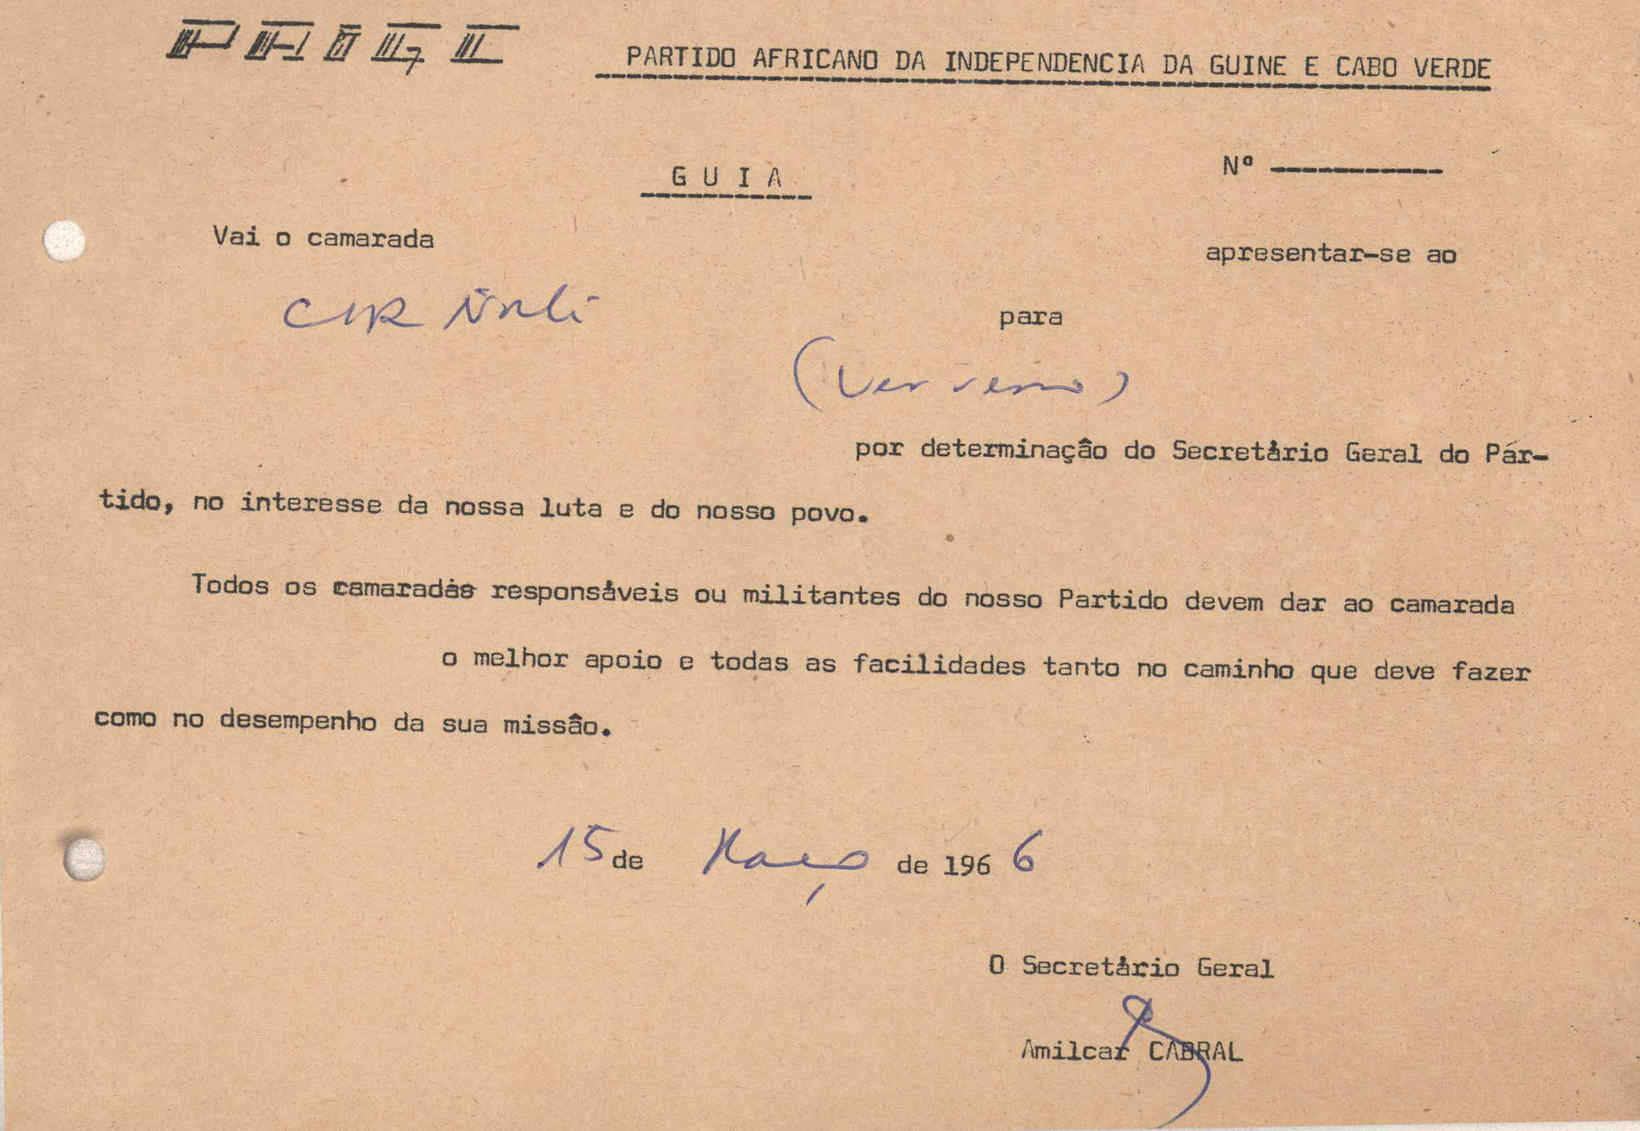 PAIGC
PARTIDO AFRICANO DA INDEPENDENCIA DA GUINE E CABO VERDE
GUIA
Nº
Vai o camarada
apresentar-se ao
para
(Ver verso)
por determinação do Secretário Geral do Par-
tido, no interesse da nossa luta e do nosso povo.
Todos os camaradas responsáveis ou militantes do nosso Partido devem dar ao camarada
o melhor apoio e todas as facilidades tanto no caminho que deve fazer
como no desempenho da sua missão.
15 de Março de 1966
O Secretário Geral
Amilcar CABRAL